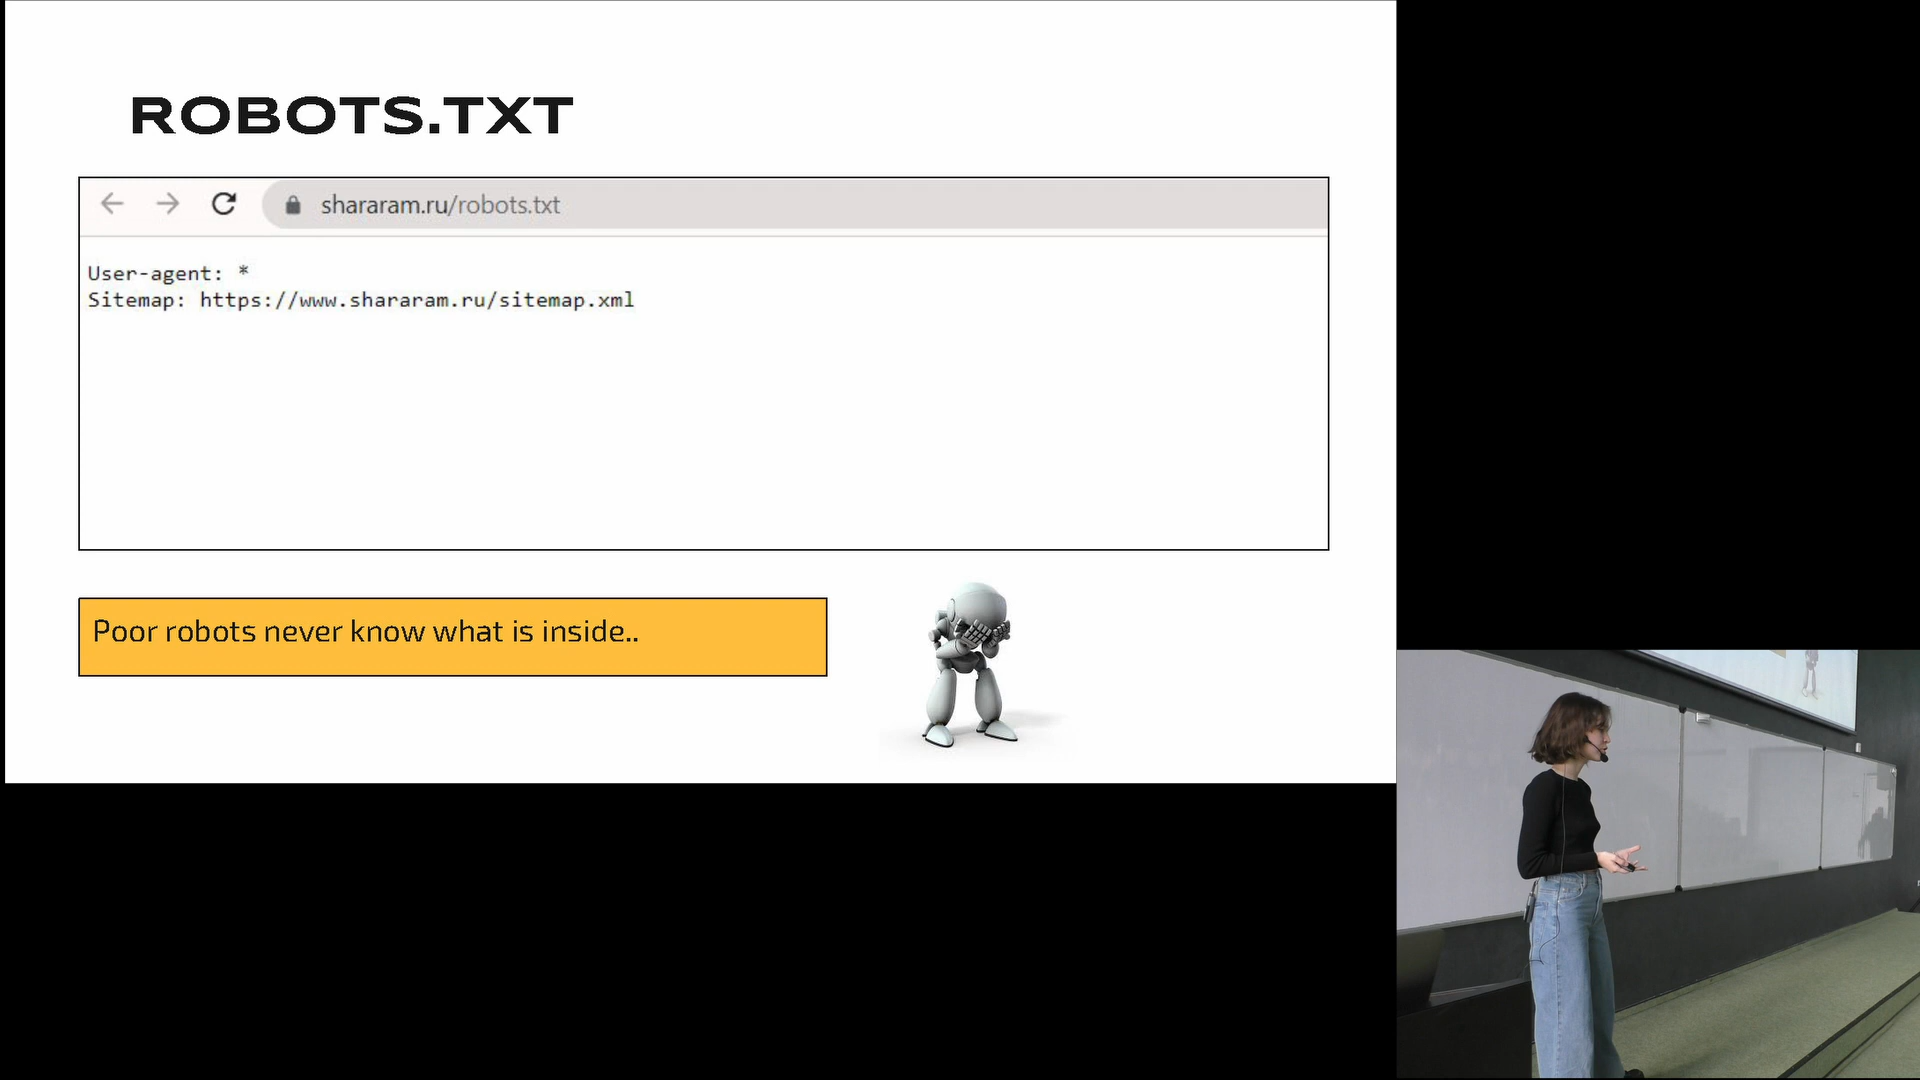 ROBOTS.TXT
shararam.ru/robots.txt
User-agent: *
Sitemap: https://www.shararam.ru/sitemap.xml
Poor robots never know what is inside..